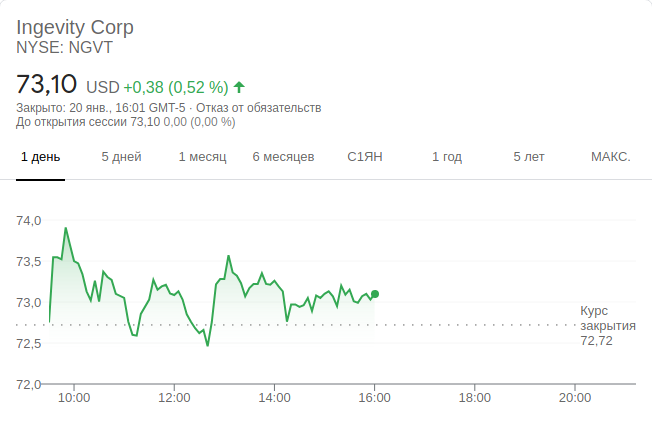 Ingevity Corp
NYSE: NGVT
73,10 USD +0,38 (0,52 %)
Закрыто: 20 янв., 16:01 GMT-5 · Отказ от обязательств
До открытия сессии 73,10 0,00 (0,00 %)
1 день 5 дней 1 месяц 6 месяцев С1ЯН 1 год 5 лет МАКС.
74,0
73,5
73,0
Курс
закрытия
72,72
72,5
72,0
10:00 12:00 14:00 16:00 18:00 20:00